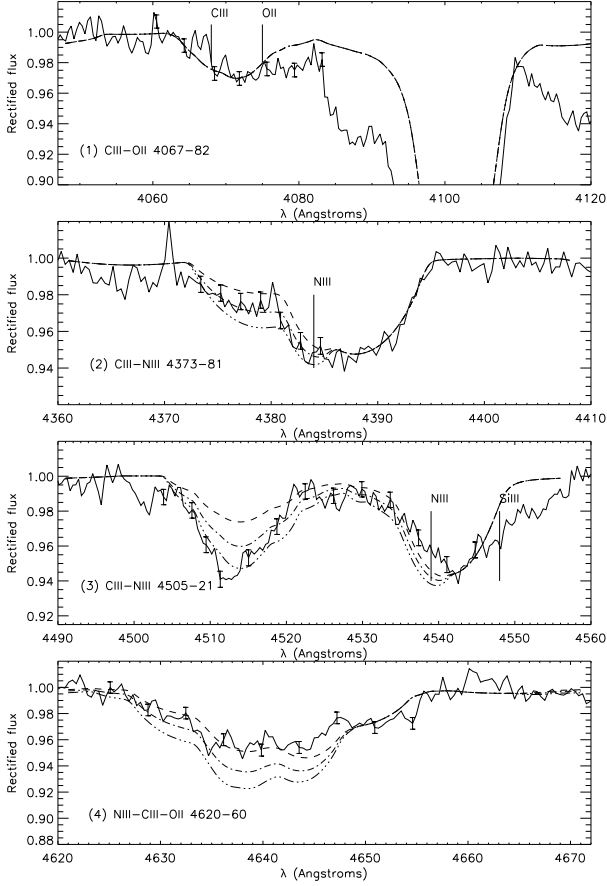 CIII OII
1.00
0.98
0.96
0.94
0.92
0.90
Rectified flux
(1) CIII-OII 4067-82
4060 4080 4100 4120
λ (Angstroms)
1.00
0.98
0.96
0.94
Rectified flux
NIII
(2) CIII-NIII 4373-81
4360 4370 4380 4390 4400 4410
λ (Angstroms)
1.00
0.98
0.96
0.94
0.92
Rectified flux
NIII SiIII
(3) CIII-NIII 4505-21
4490 4500 4510 4520 4530 4540 4550 4560
λ (Angstroms)
1.00
0.98
0.96
0.94
0.92
0.90
0.88
Rectified flux
(4) NIII-CIII-OII 4620-60
4620 4630 4640 4650 4660 4670
λ (Angstroms)